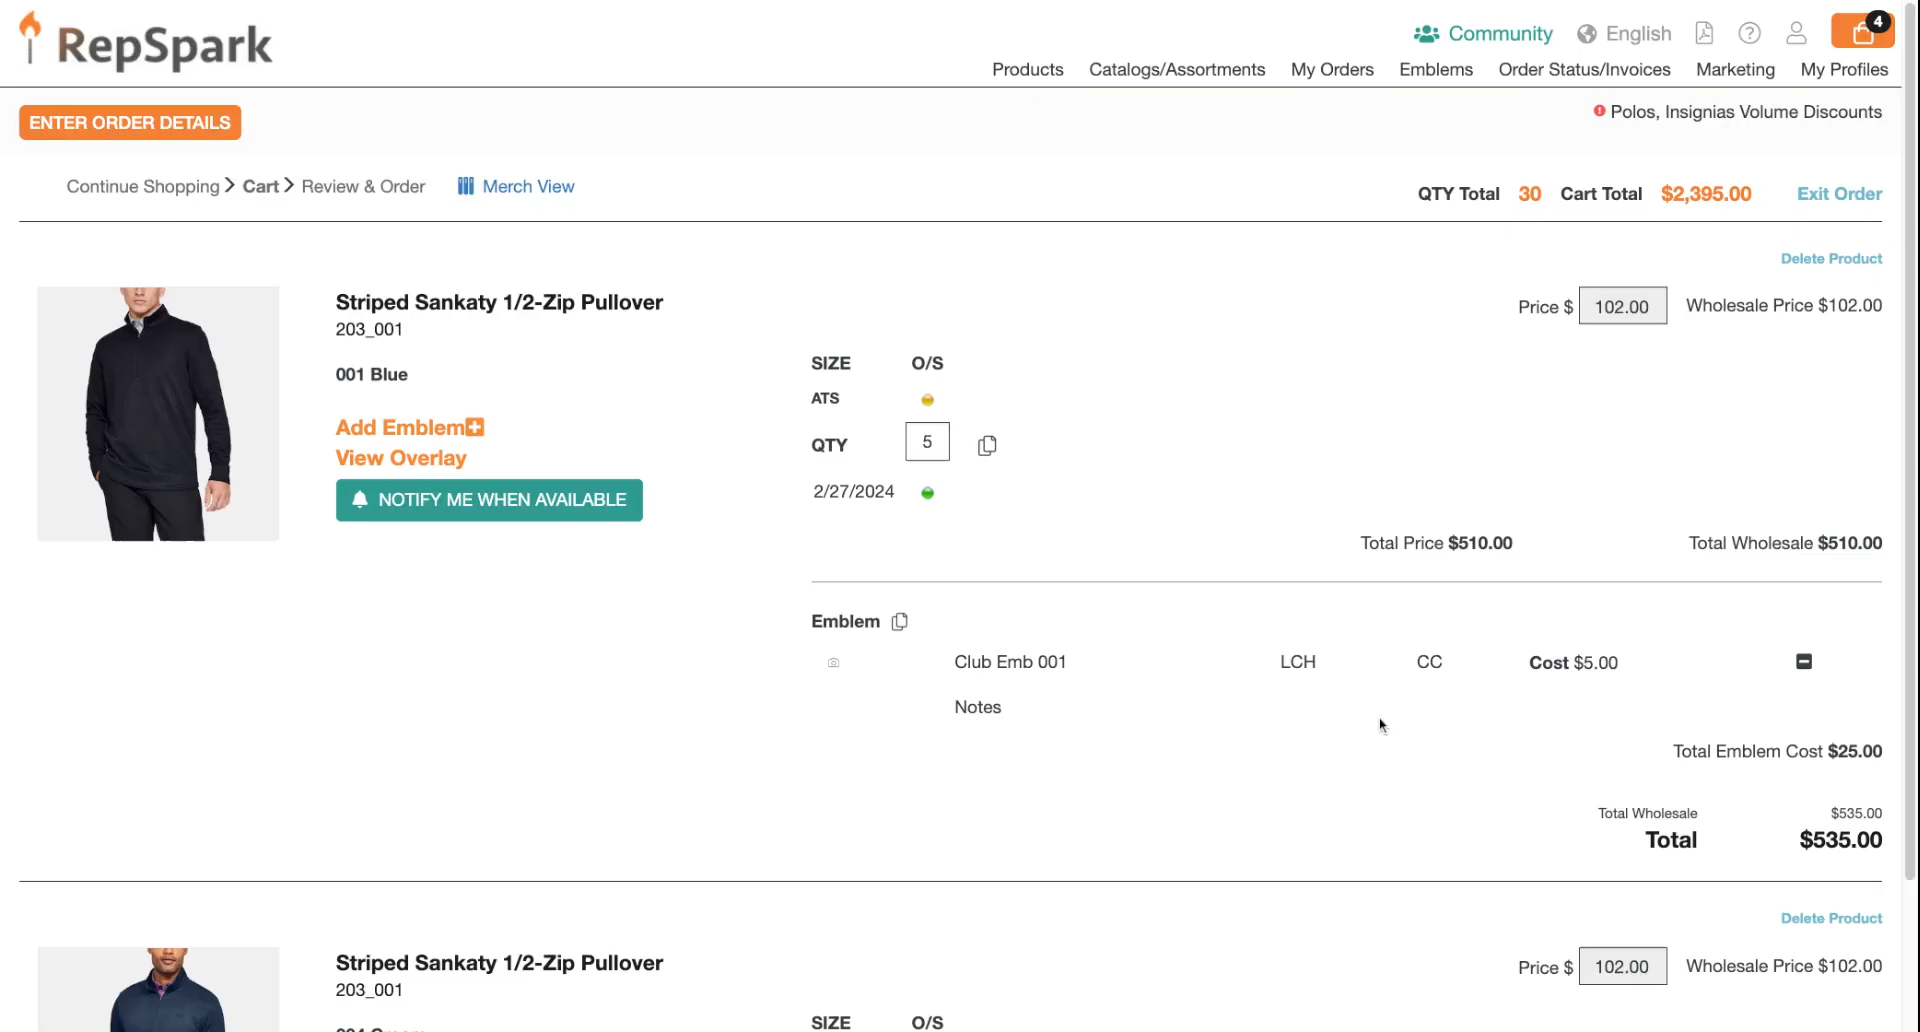 RepSpark
Community English 4
Products Catalogs/Assortments My Orders Emblems Order Status/Invoices Marketing My Profiles
ENTER ORDER DETAILS
Polos, Insignias Volume Discounts
Continue Shopping > Cart > Review & Order Merch View
QTY Total 30 Cart Total $2,395.00 Exit Order
Delete Product
Striped Sankaty 1/2-Zip Pullover
203_001
001 Blue
Add Emblem
View Overlay
NOTIFY ME WHEN AVAILABLE
Price $ 102.00 Wholesale Price $102.00
SIZE O/S
ATS
QTY 5
2/27/2024
Total Price $510.00 Total Wholesale $510.00
Emblem
Club Emb 001 LCH CC Cost $5.00
Notes
Total Emblem Cost $25.00
Total Wholesale $535.00
Total $535.00
Delete Product
Striped Sankaty 1/2-Zip Pullover
203_001
Price $ 102.00 Wholesale Price $102.00
SIZE O/S